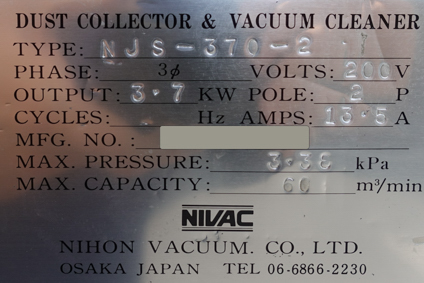 DUST COLLECTOR & VACUUM CLEANER
TYPE: NJS-370-2
PHASE: 3φ VOLTS: 200V
OUTPUT: 3.7 KW POLE: 2 P
CYCLES: Hz AMPS: 13.5 A
MFG. NO.:
MAX. PRESSURE: 3.36 kPa
MAX. CAPACITY: 60 m³/min
NIVAC
NIHON VACUUM. CO., LTD.
OSAKA JAPAN TEL 06-6866-2230